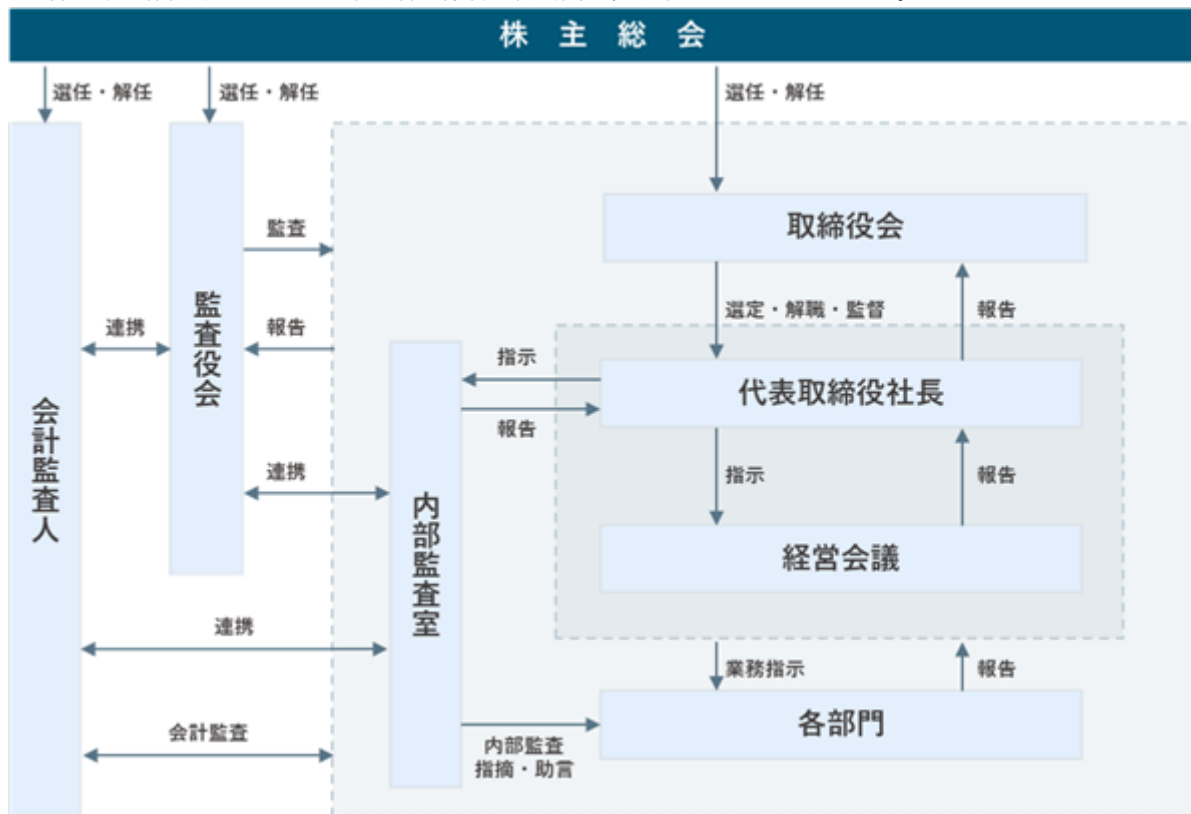 株主総会
選任・解任
選任・解任
選任・解任
取締役会
監査
選定・解職・監督
報告
連携
監査役会
報告
指示
代表取締役社長
報告
会計監査人
連携
内部監査室
指示
報告
経営会議
連携
業務指示
報告
会計監査
内部監査
指摘・助言
各部門